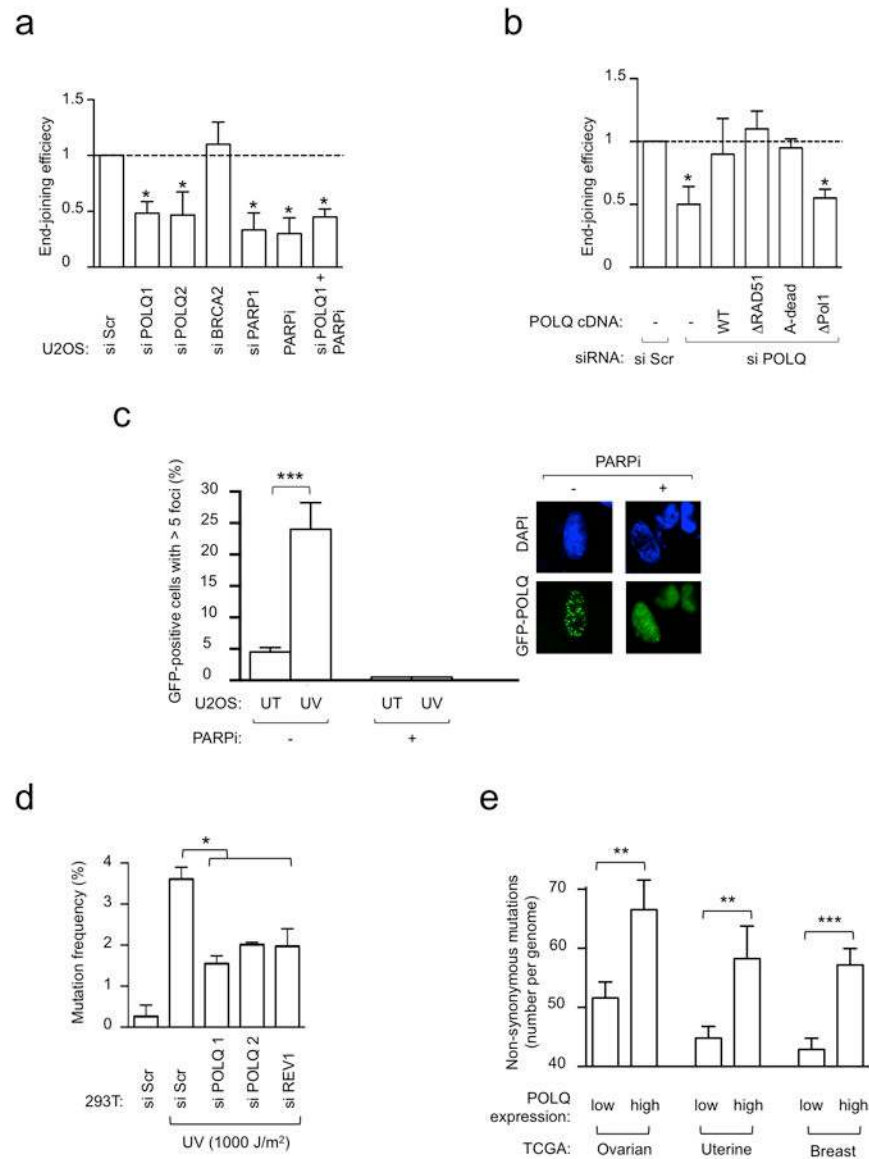 a
End-joining efficiecy
1.5
1
0.5
0
*
*
*
*
*
U2OS:
si Scr
si POLQ1
si POLQ2
si BRCA2
si PARP1
PARPi
si POLQ1 +
PARPi
b
End-joining efficiecy
1.5
1
0.5
0
*
*
POLQ cDNA:
-
-
WT
ΔRAD51
A-dead
ΔPol1
siRNA:
si Scr
si POLQ
c
GFP-positive cells with > 5 foci (%)
30
25
20
15
10
5
0
***
U2OS:
UT
UV
UT
UV
PARPi:
-
+
PARPi
-
+
DAPI
GFP-POLQ
d
Mutation frequency (%)
4
3
2
1
0
*
293T:
si Scr
si Scr
si POLQ 1
si POLQ 2
si REV1
UV (1000 J/m²)
e
Non-synonymous mutations
(number per genome)
70
60
50
40
**
**
***
POLQ
expression:
low
high
low
high
low
high
TCGA:
Ovarian
Uterine
Breast